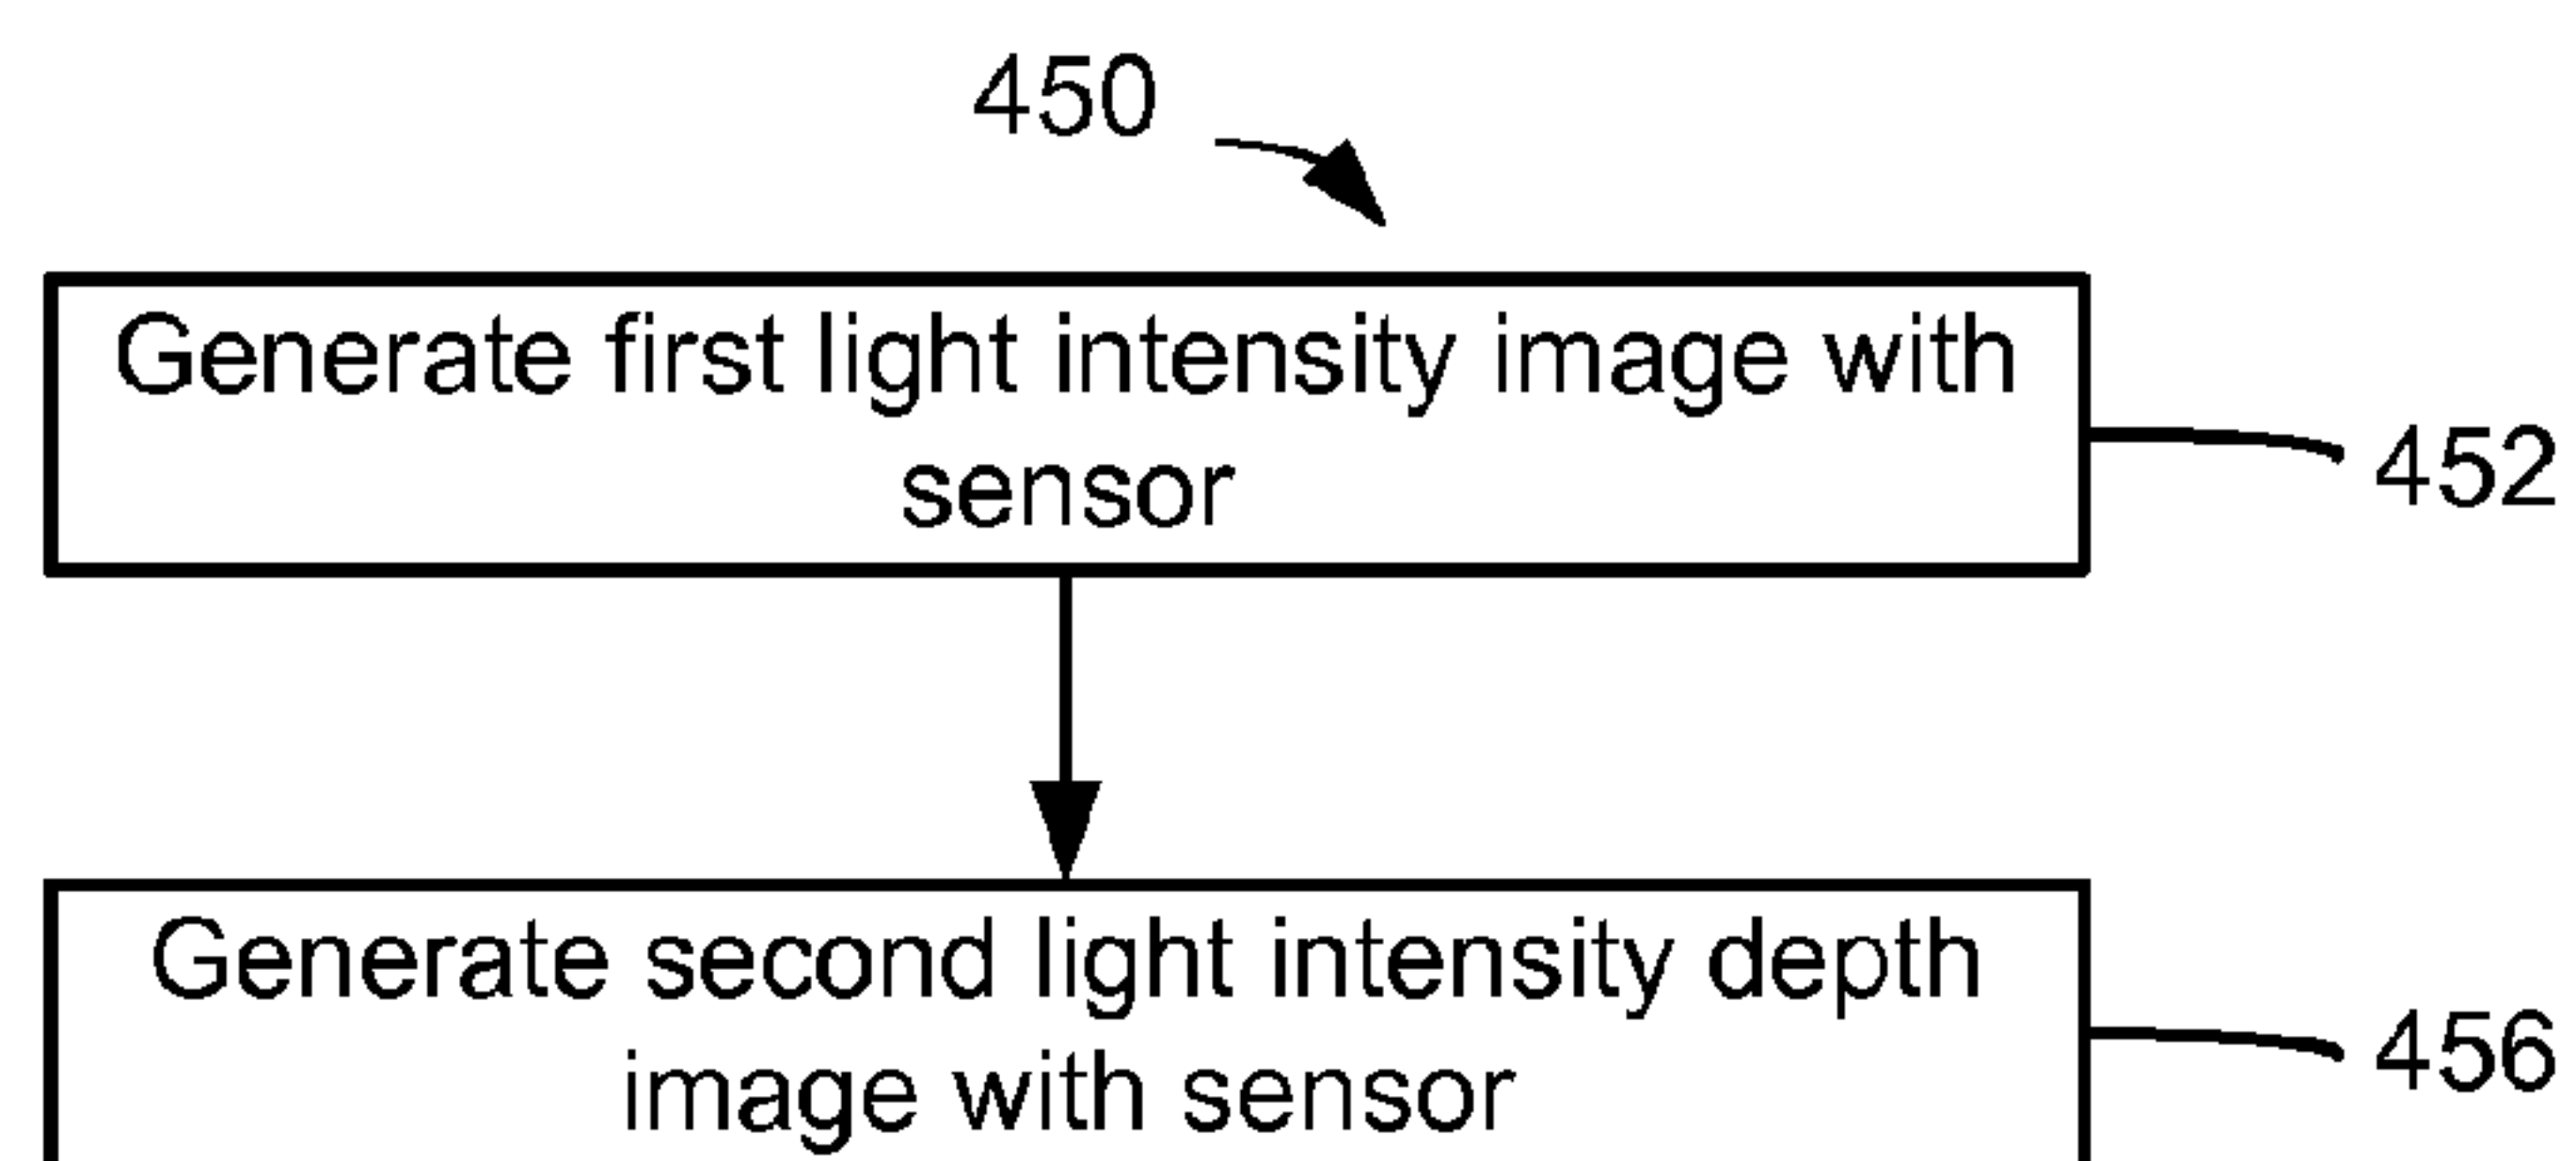 450
Generate first light intensity image with
sensor
452
Generate second light intensity depth
image with sensor
456